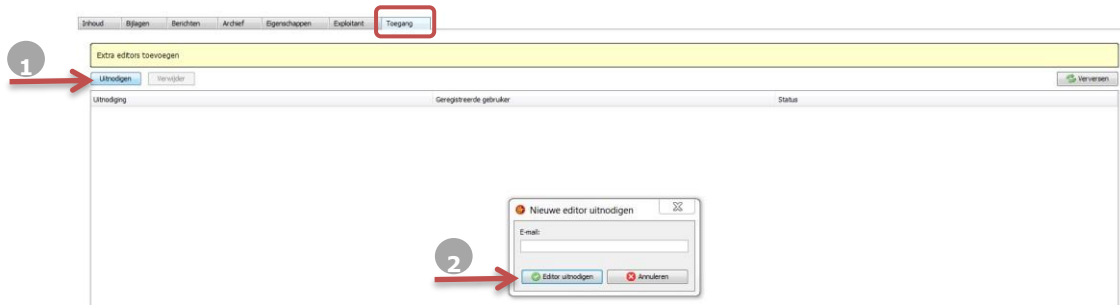 Inhoud Bijlagen Berichten Archief Eigenschappen Exploitant Toegang
Extra editors toevoegen
1
Uitnodigen Verwijder Verversen
Uitnodiging Geregistreerde gebruiker Status
Nieuwe editor uitnodigen
E-mail:
2
Editor uitnodigen Annuleren